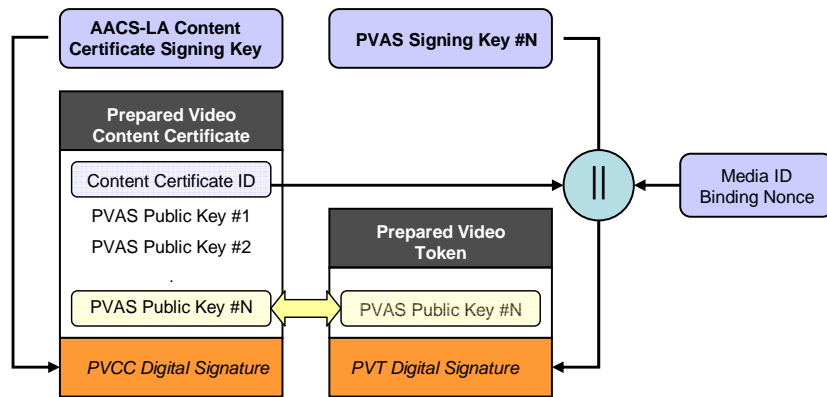 AACS-LA Content
Certificate Signing Key
PVAS Signing Key #N
Prepared Video
Content Certificate
Content Certificate ID
PVAS Public Key #1
PVAS Public Key #2
.
PVAS Public Key #N
PVCC Digital Signature
Prepared Video
Token
PVAS Public Key #N
PVT Digital Signature
||
Media ID
Binding Nonce